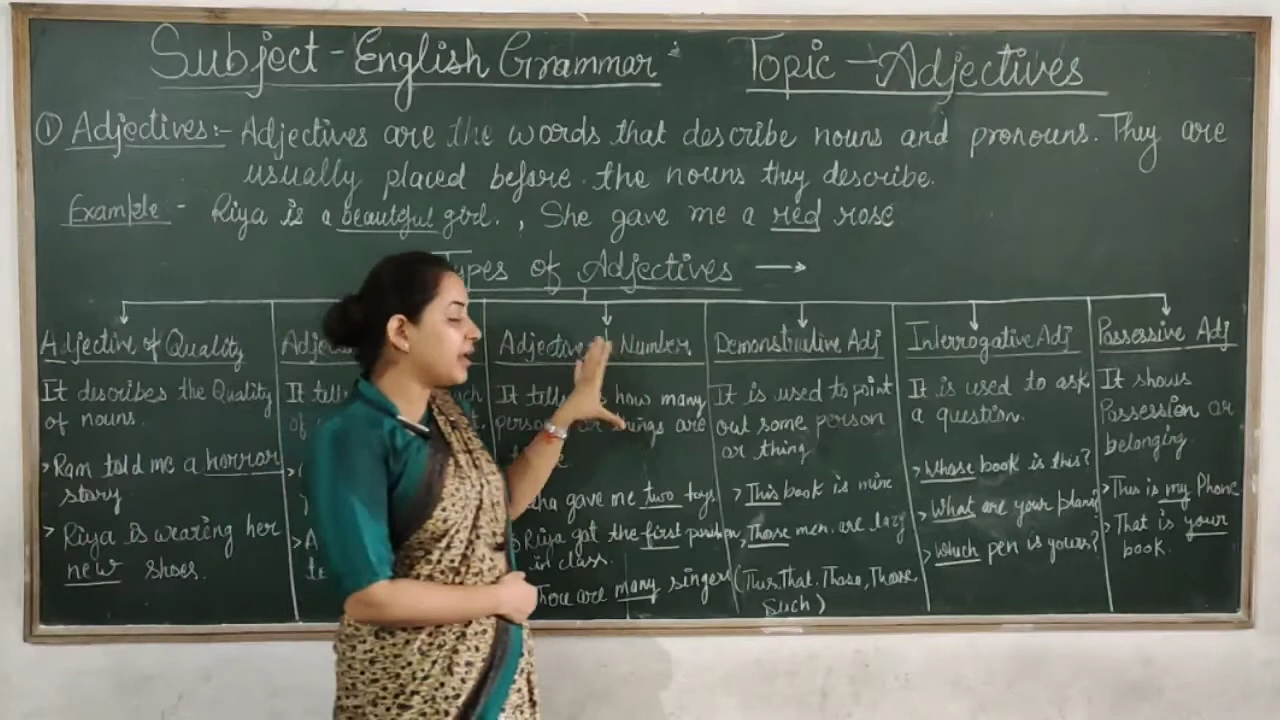 Subject - English Grammar Topic - Adjectives
① Adjectives:- Adjectives are the words that describe nouns and pronouns. They are
usually placed before the nouns they describe.
Example - Riya is a beautiful girl. , She gave me a red rose
Types of Adjectives →
Adjective of Quality
It describes the Quality
of nouns.
> Ram told me a horror
story
> Riya is wearing her
new shoes.
It
of
Number
It how many
things are
gave me two toys
Riya got the first position
in class.
are many singers
Demonstrative Adj
It is used to point
out some person
or thing
> This book is mine
> Those men are lazy
(This, That, These, Those,
Such)
Interrogative Adj
It is used to ask
a question.
> Whose book is this?
> What are your plans
> Which pen is yours?
Possessive Adj
It shows
Possession or
belonging
> This is my Phone
> That is your
book.